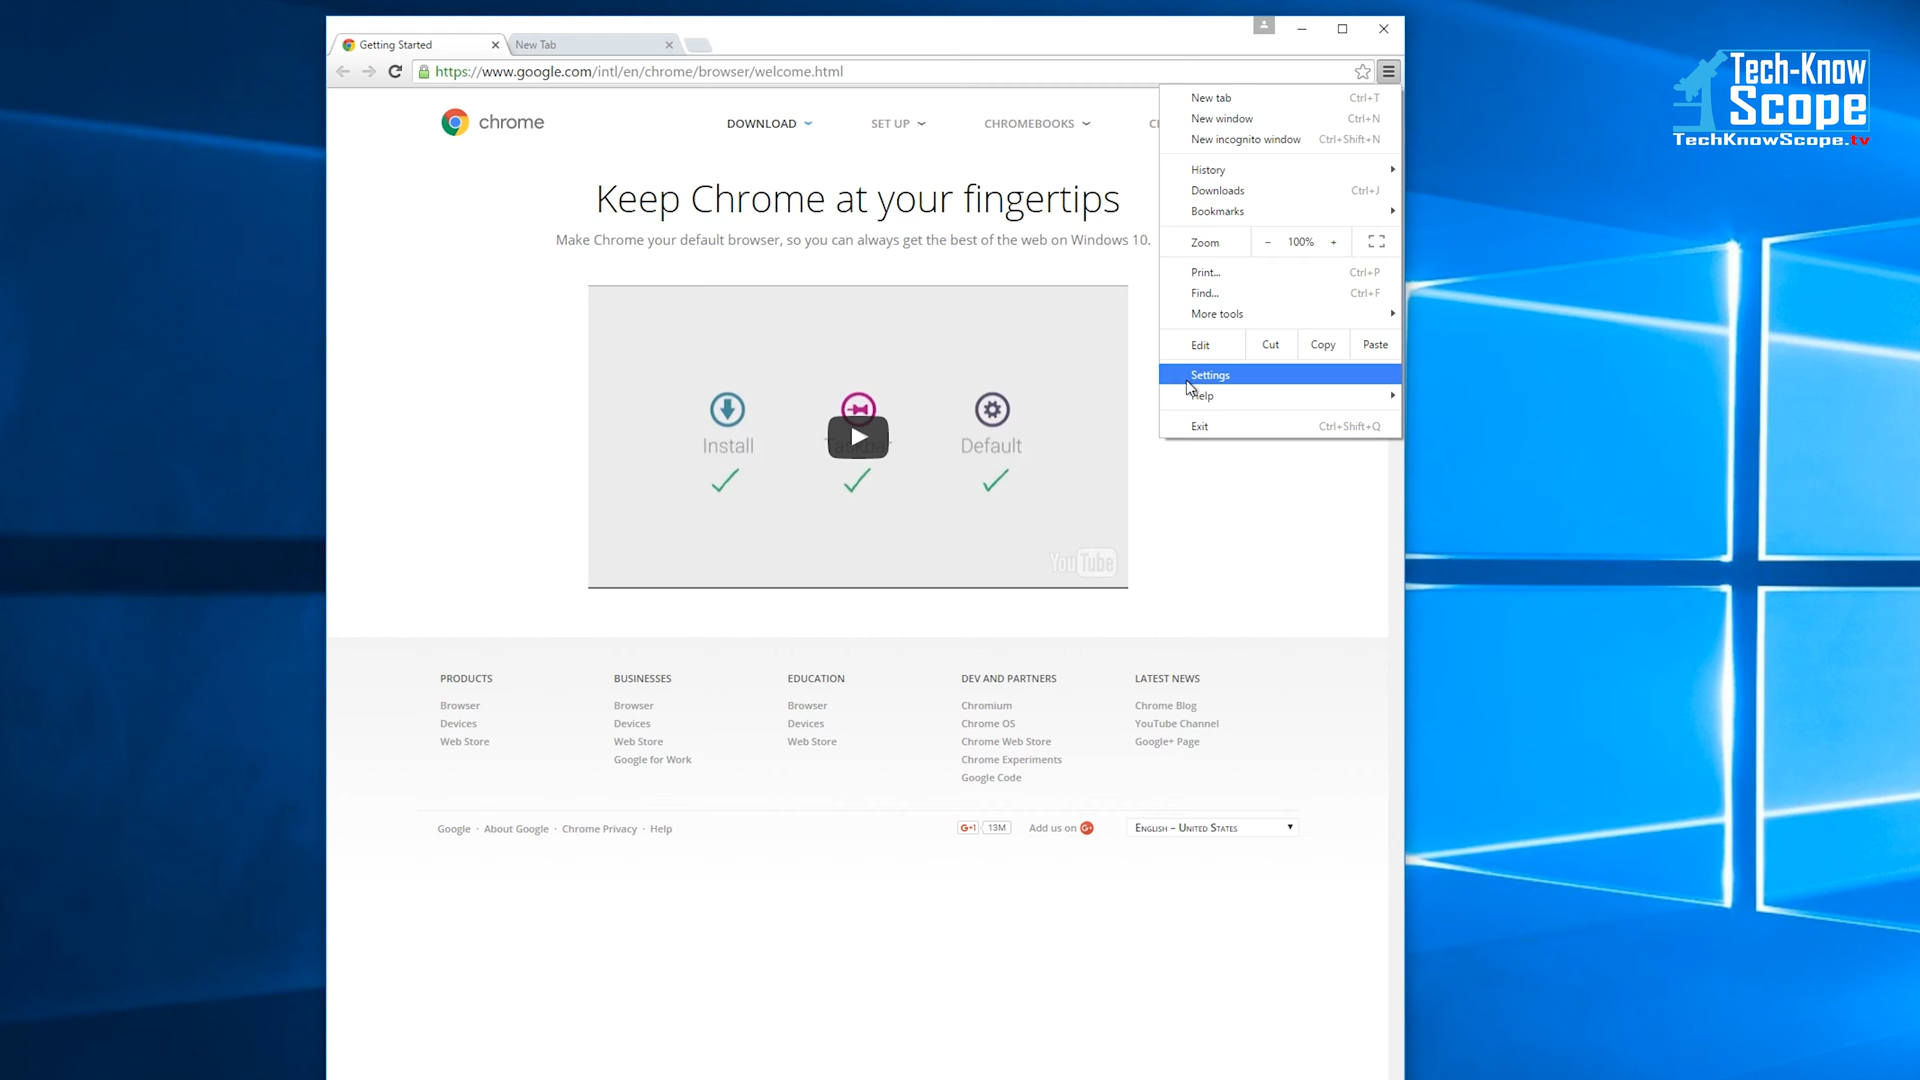 Getting Started
New Tab
https://www.google.com/intl/en/chrome/browser/welcome.html
Tech-Know
Scope
TechKnowScope.tv
chrome
DOWNLOAD
SET UP
CHROMEBOOKS
New tab Ctrl+T
New window Ctrl+N
New incognito window Ctrl+Shift+N
History
Downloads Ctrl+J
Bookmarks
Zoom − 100% +
Print... Ctrl+P
Find... Ctrl+F
More tools
Edit Cut Copy Paste
Settings
Help
Exit Ctrl+Shift+Q
Keep Chrome at your fingertips
Make Chrome your default browser, so you can always get the best of the web on Windows 10.
Install
Default
YouTube
PRODUCTS
Browser
Devices
Web Store
BUSINESSES
Browser
Devices
Web Store
Google for Work
EDUCATION
Browser
Devices
Web Store
DEV AND PARTNERS
Chromium
Chrome OS
Chrome Web Store
Chrome Experiments
Google Code
LATEST NEWS
Chrome Blog
YouTube Channel
Google+ Page
Google · About Google · Chrome Privacy · Help
G+1 13M
Add us on G+
English – United States